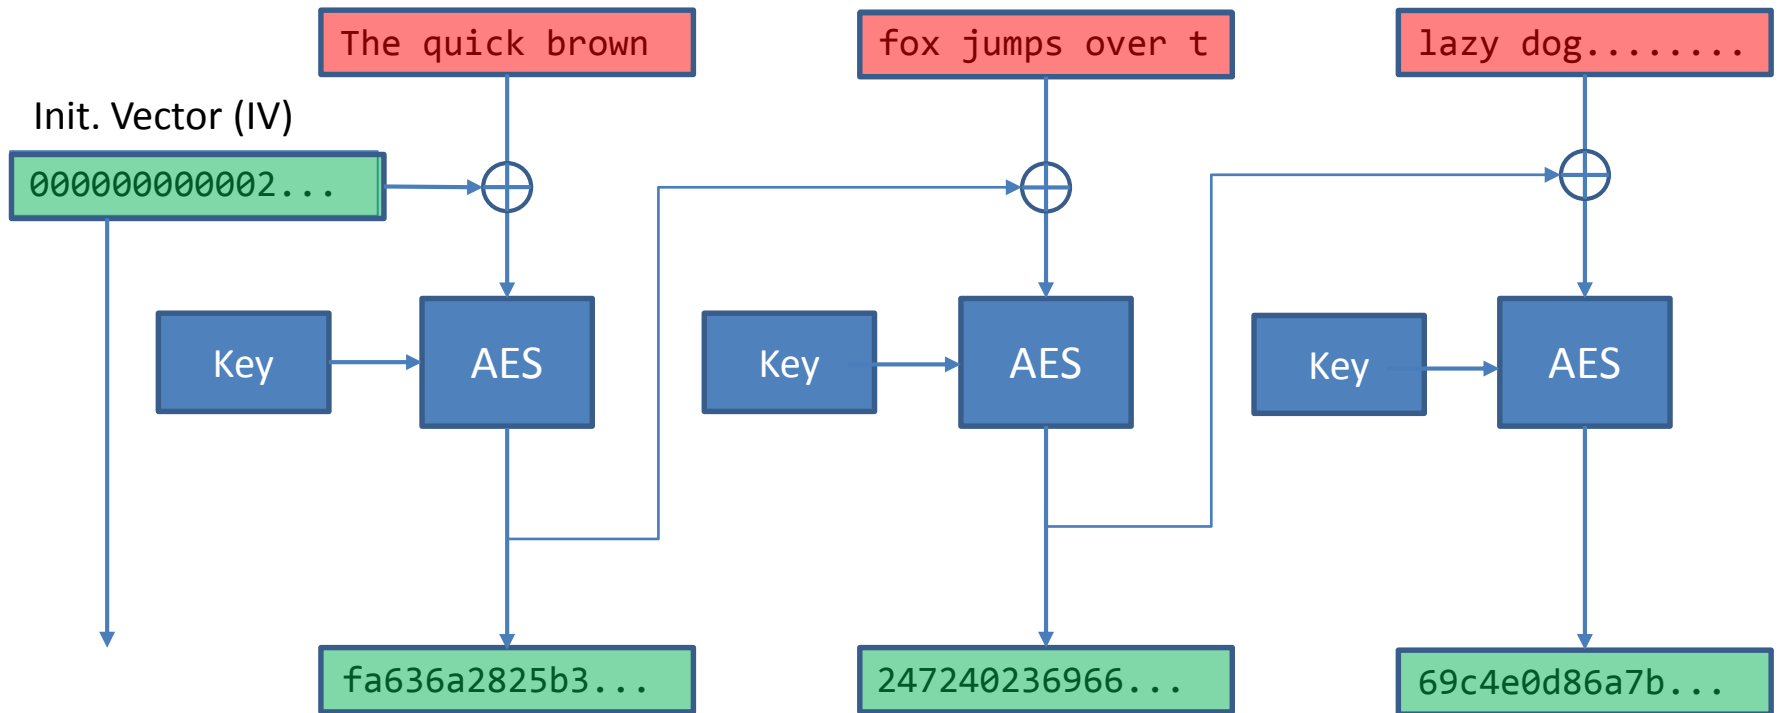 The quick brown
fox jumps over t
lazy dog........
Init. Vector (IV)
000000000002...
Key
AES
Key
AES
Key
AES
fa636a2825b3...
247240236966...
69c4e0d86a7b...